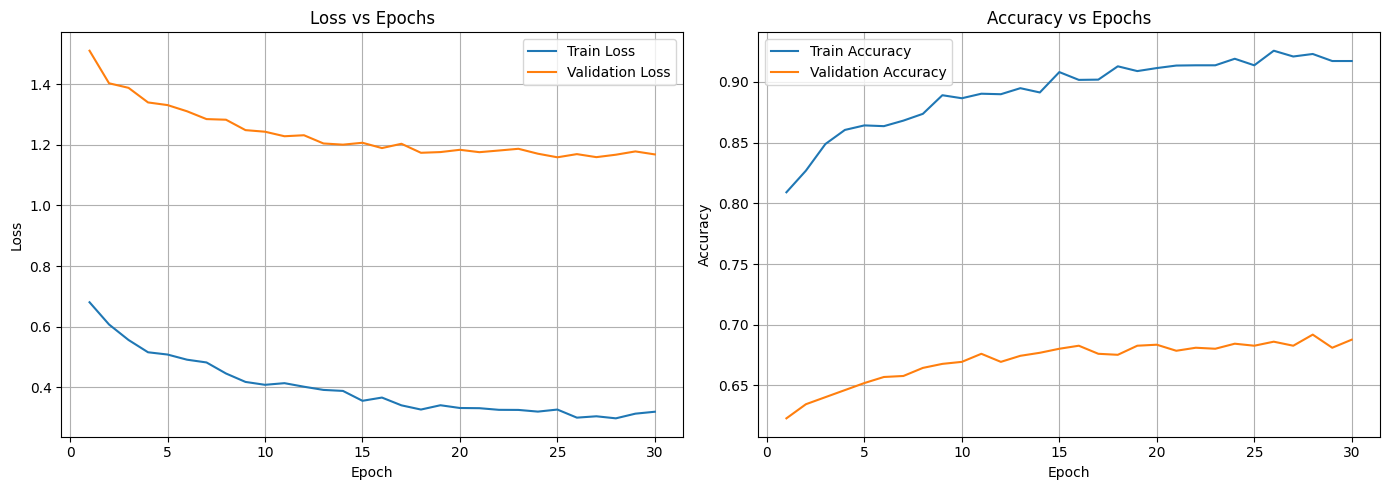 Loss vs Epochs
Train Loss
Validation Loss
1.4
1.2
1.0
0.8
0.6
0.4
Loss
0 5 10 15 20 25 30
Epoch
Accuracy vs Epochs
Train Accuracy
Validation Accuracy
0.90
0.85
0.80
0.75
0.70
0.65
Accuracy
0 5 10 15 20 25 30
Epoch